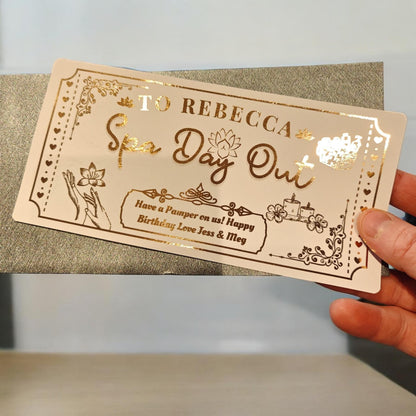 TO REBECCA
Spa Day Out
Have a Pamper on us! Happy
Birthday Love Jess & Meg